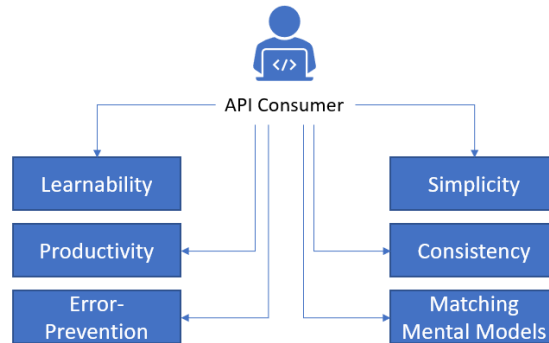 </>
API Consumer
Learnability
Simplicity
Productivity
Consistency
Error-
Prevention
Matching
Mental Models